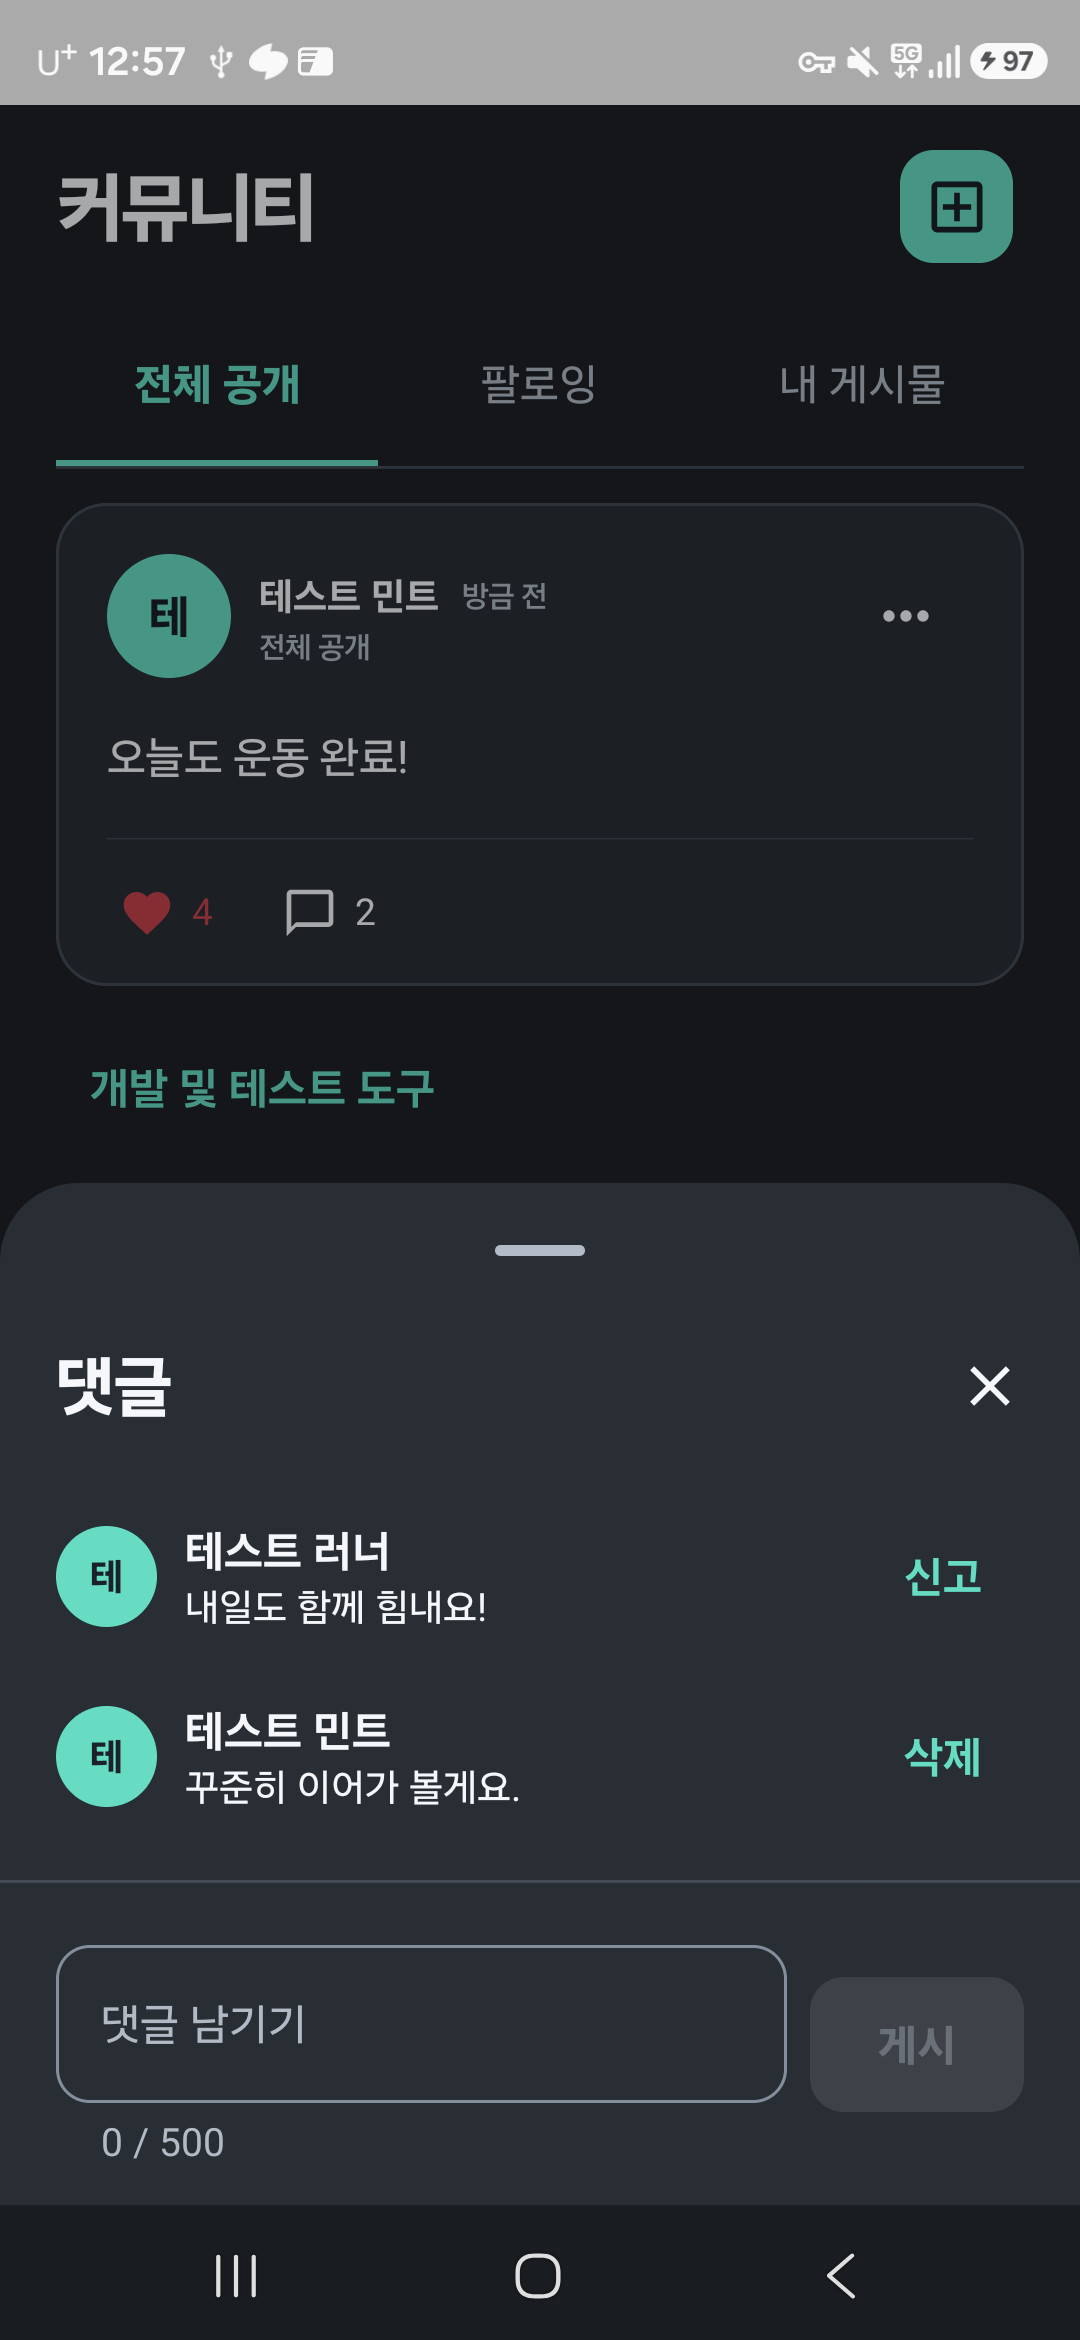 U+ 12:57 5G 97
커뮤니티
전체 공개 팔로잉 내 게시물
테 테스트 민트 방금 전
전체 공개
오늘도 운동 완료!
4 2
개발 및 테스트 도구
댓글
테 테스트 러너 신고
내일도 함께 힘내요!
테 테스트 민트 삭제
꾸준히 이어가 볼게요.
댓글 남기기 게시
0 / 500